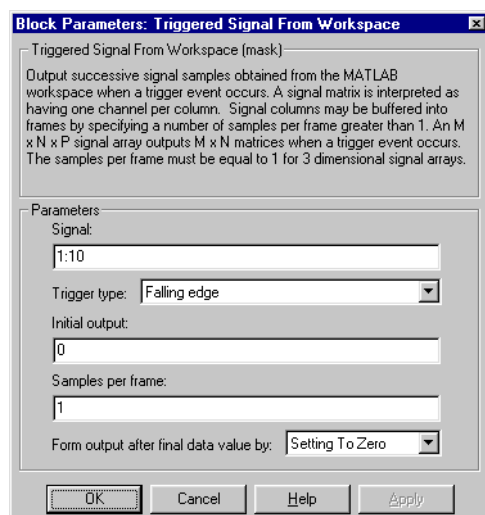 Block Parameters: Triggered Signal From Workspace
Triggered Signal From Workspace (mask)
Output successive signal samples obtained from the MATLAB
workspace when a trigger event occurs. A signal matrix is interpreted as
having one channel per column. Signal columns may be buffered into
frames by specifying a number of samples per frame greater than 1. An M
x N x P signal array outputs M x N matrices when a trigger event occurs.
The samples per frame must be equal to 1 for 3 dimensional signal arrays.
Parameters
Signal:
1:10
Trigger type: Falling edge
Initial output:
0
Samples per frame:
1
Form output after final data value by: Setting To Zero
OK Cancel Help Apply